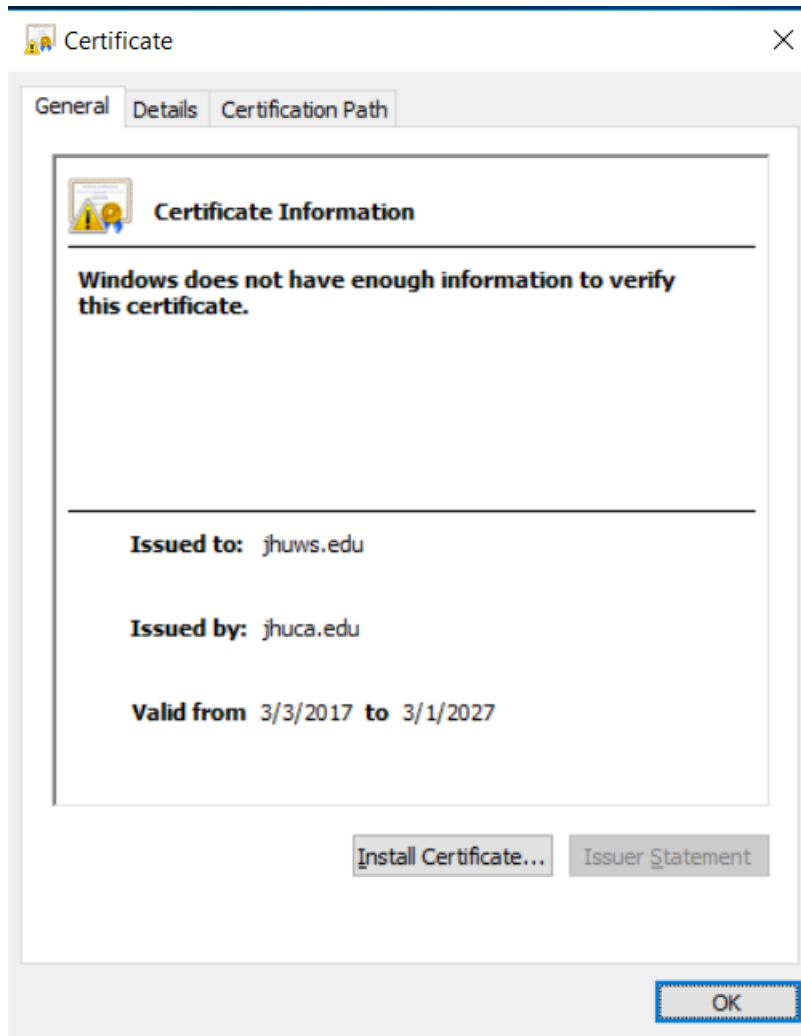 Certificate
General Details Certification Path
Certificate Information
Windows does not have enough information to verify
this certificate.
Issued to: jhuws.edu
Issued by: jhuca.edu
Valid from 3/3/2017 to 3/1/2027
Install Certificate... Issuer Statement
OK